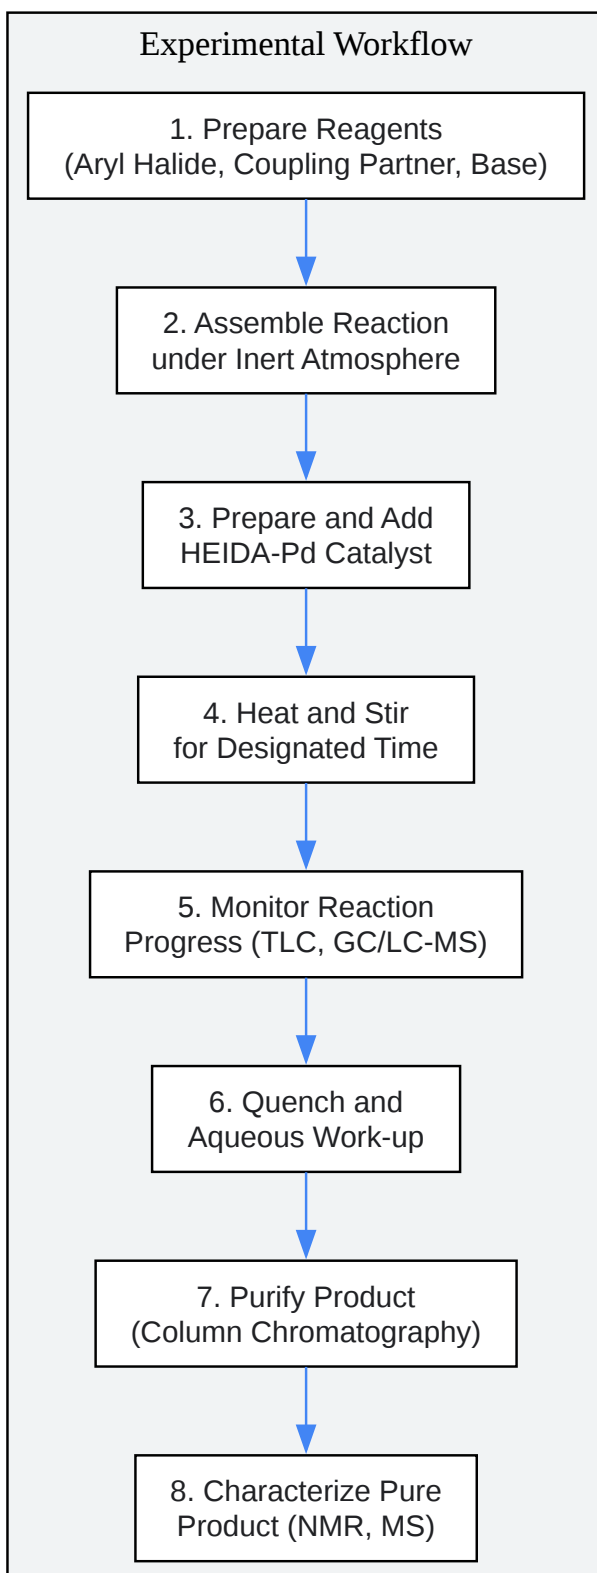 Experimental Workflow
1. Prepare Reagents
(Aryl Halide, Coupling Partner, Base)
2. Assemble Reaction
under Inert Atmosphere
3. Prepare and Add
HEIDA-Pd Catalyst
4. Heat and Stir
for Designated Time
5. Monitor Reaction
Progress (TLC, GC/LC-MS)
6. Quench and
Aqueous Work-up
7. Purify Product
(Column Chromatography)
8. Characterize Pure
Product (NMR, MS)